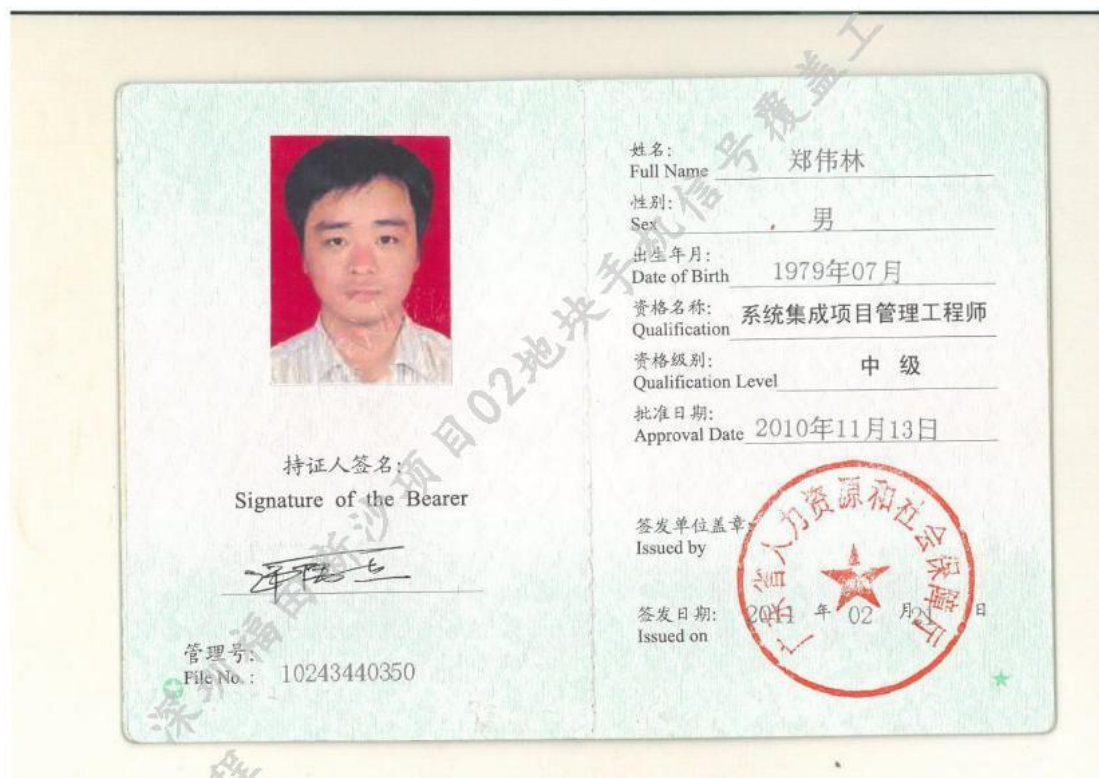 持证人签名:
Signature of the Bearer
管理号:
File No.: 10243440350
姓名: 郑伟林
Full Name
性别: 男
Sex
出生年月: 1979年07月
Date of Birth
资格名称: 系统集成项目管理工程师
Qualification
资格级别: 中 级
Qualification Level
批准日期: 2010年11月13日
Approval Date
签发单位盖章:
Issued by
广东省人力资源和社会保障厅
签发日期: 2011 年 02 月 21 日
Issued on
深圳福田新沙项目02地块手机信号覆盖工
程